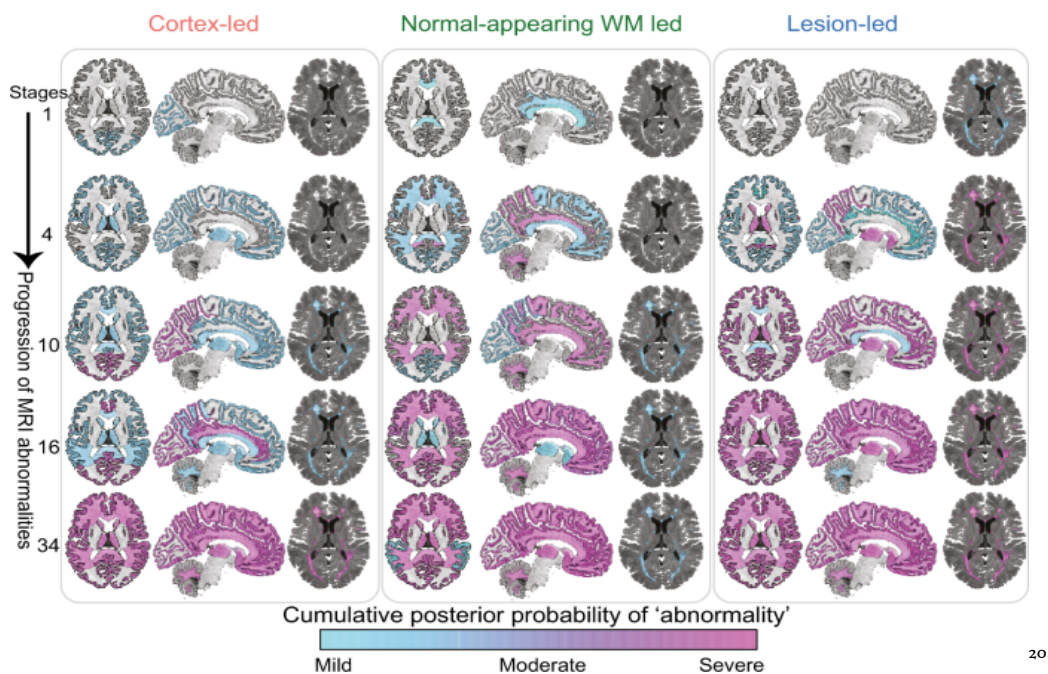 Cortex-led
Normal-appearing WM led
Lesion-led
Stages
1
4
10
16
34
Progression of MRI abnormalities
Cumulative posterior probability of ‘abnormality’
Mild
Moderate
Severe
20